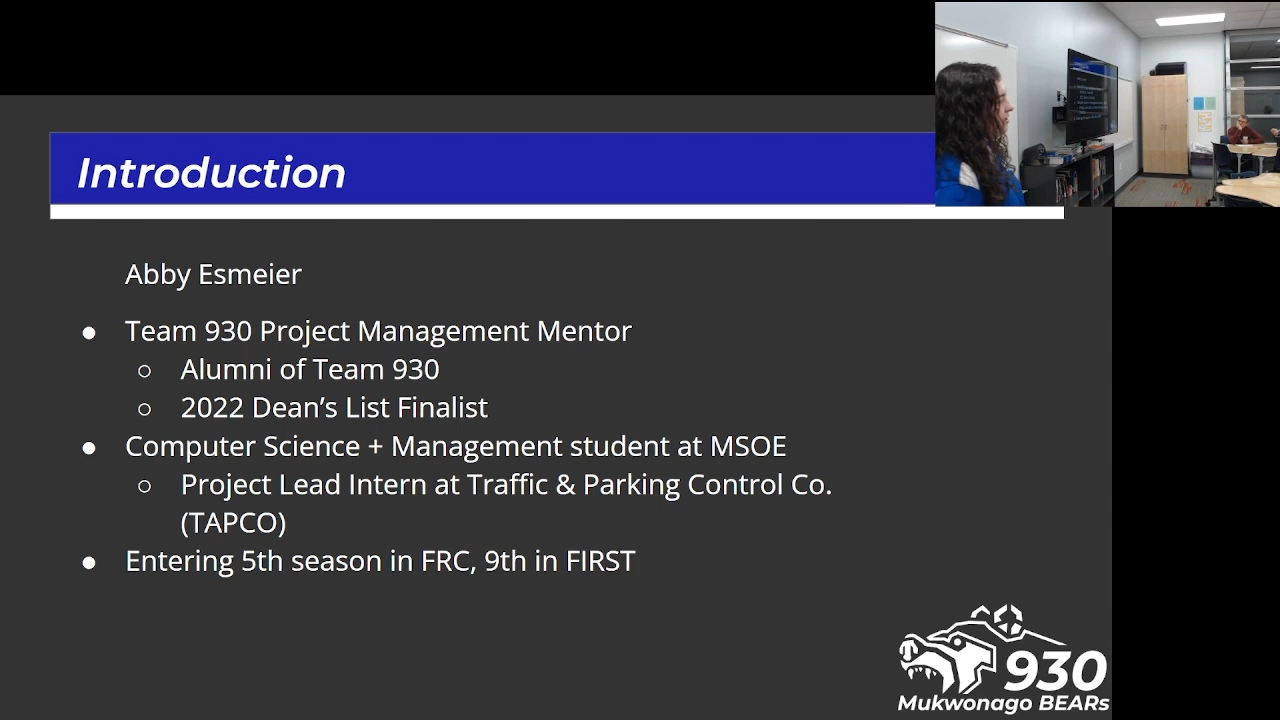 Introduction
Abby Esmeier
● Team 930 Project Management Mentor
○ Alumni of Team 930
○ 2022 Dean’s List Finalist
● Computer Science + Management student at MSOE
○ Project Lead Intern at Traffic & Parking Control Co.
(TAPCO)
● Entering 5th season in FRC, 9th in FIRST
930
Mukwonago BEARs